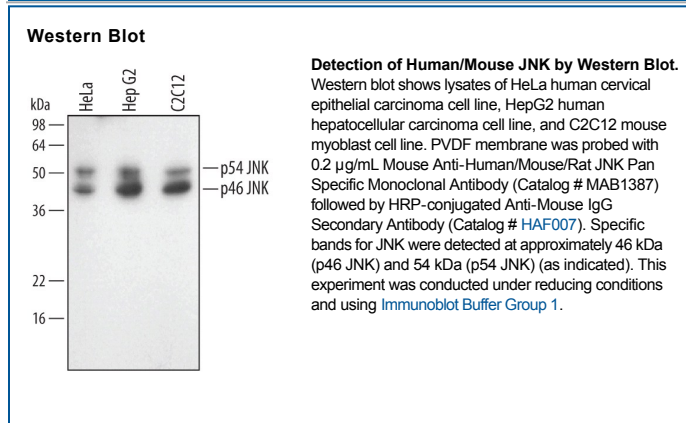 Western Blot
HeLa
Hep G2
C2C12
kDa
98
64
50
36
22
16
p54 JNK
p46 JNK
Detection of Human/Mouse JNK by Western Blot.
Western blot shows lysates of HeLa human cervical
epithelial carcinoma cell line, HepG2 human
hepatocellular carcinoma cell line, and C2C12 mouse
myoblast cell line. PVDF membrane was probed with
0.2 µg/mL Mouse Anti-Human/Mouse/Rat JNK Pan
Specific Monoclonal Antibody (Catalog # MAB1387)
followed by HRP-conjugated Anti-Mouse IgG
Secondary Antibody (Catalog # HAF007). Specific
bands for JNK were detected at approximately 46 kDa
(p46 JNK) and 54 kDa (p54 JNK) (as indicated). This
experiment was conducted under reducing conditions
and using Immunoblot Buffer Group 1.